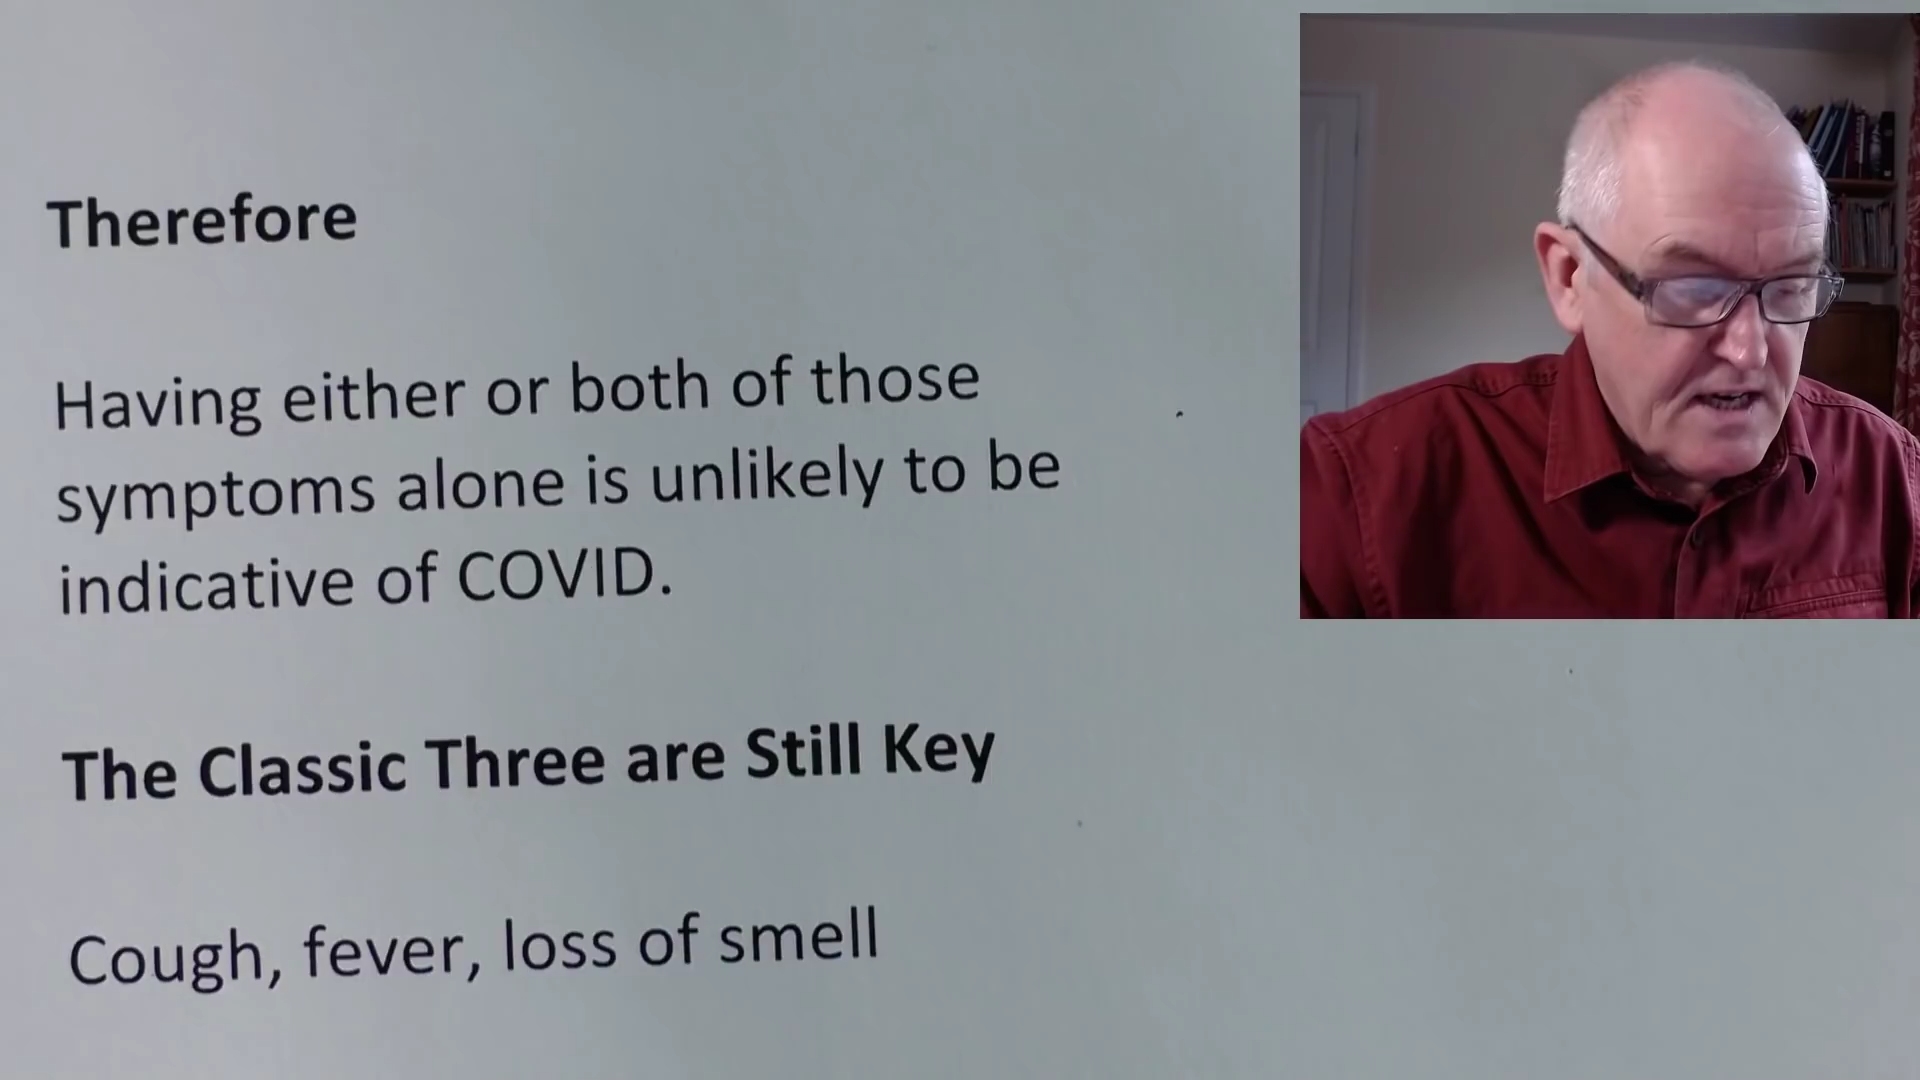 Therefore
Having either or both of those
symptoms alone is unlikely to be
indicative of COVID.
The Classic Three are Still Key
Cough, fever, loss of smell